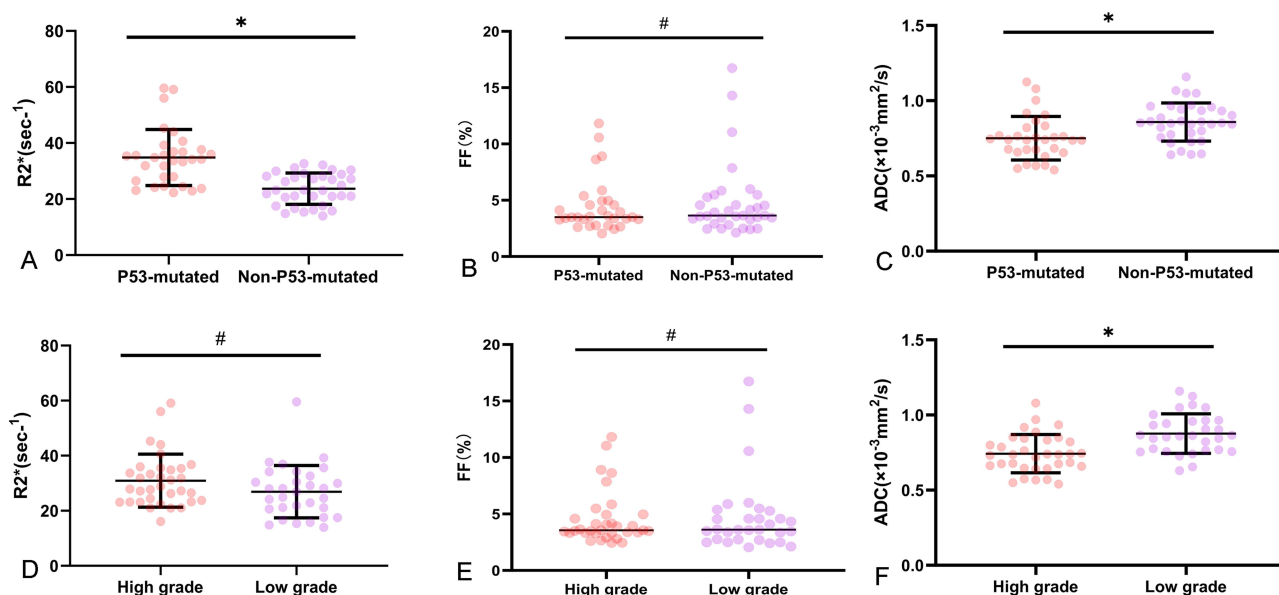 *
80
60
40
20
0
R2*(sec-1)
P53-mutated Non-P53-mutated
A
#
20
15
10
5
0
FF(%)
P53-mutated Non-P53-mutated
B
*
1.5
1.0
0.5
0.0
ADC(×10⁻³mm²/s)
P53-mutated Non-P53-mutated
C
#
80
60
40
20
0
R2*(sec-1)
High grade Low grade
D
#
20
15
10
5
0
FF(%)
High grade Low grade
E
*
1.5
1.0
0.5
0.0
ADC(×10⁻³mm²/s)
High grade Low grade
F